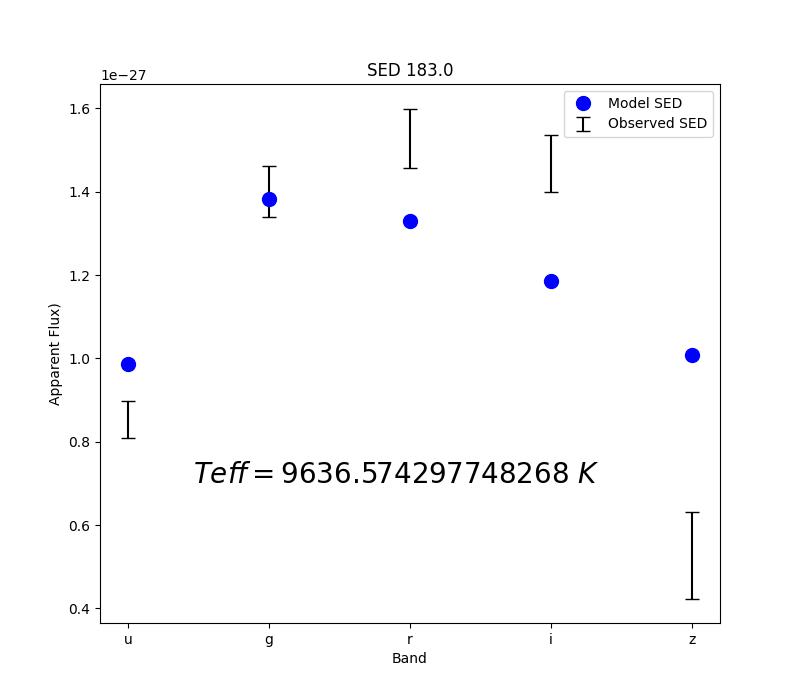 SED 183.0
1e−27
Model SED
Observed SED
1.6
1.4
1.2
1.0
0.8
0.6
0.4
Apparent Flux)
Teff = 9636.574297748268 K
u g r i z
Band